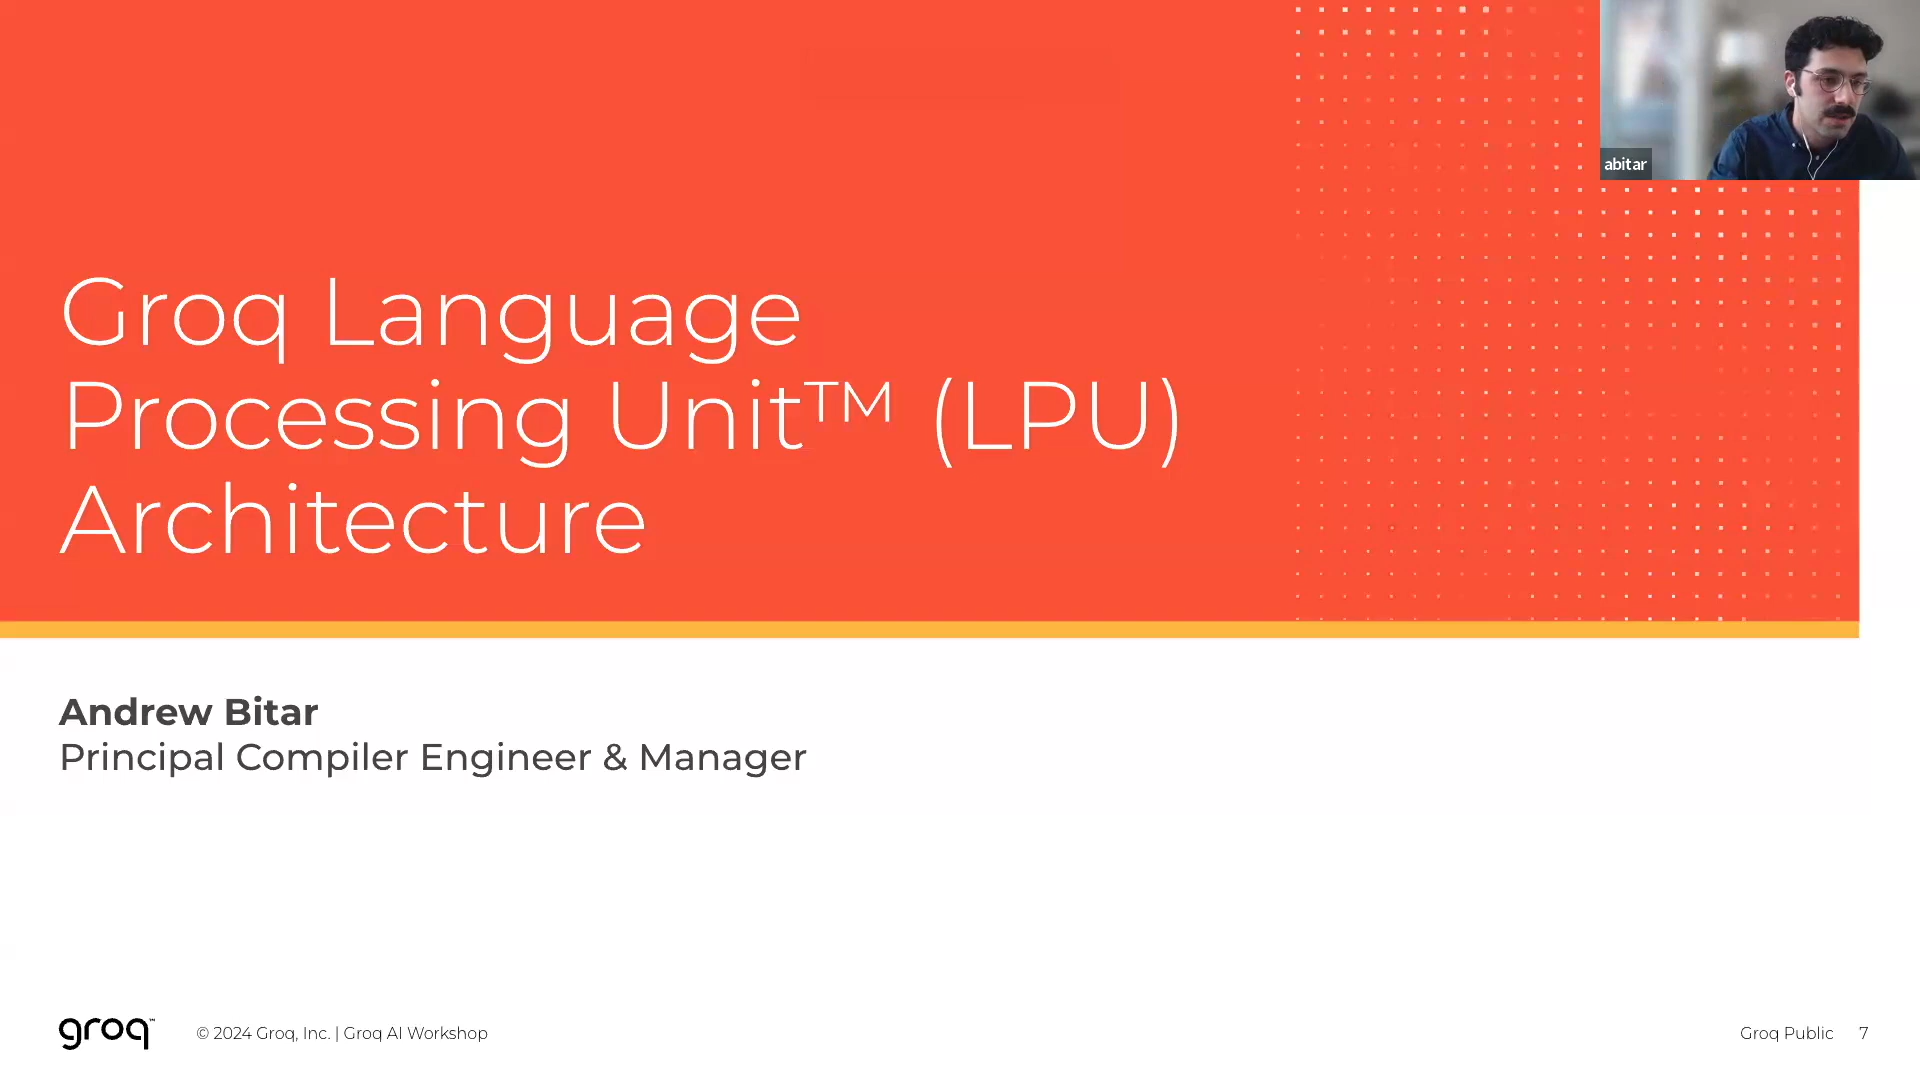 abitar
Groq Language
Processing Unit™ (LPU)
Architecture
Andrew Bitar
Principal Compiler Engineer & Manager
groq™
© 2024 Groq, Inc. | Groq AI Workshop
Groq Public 7